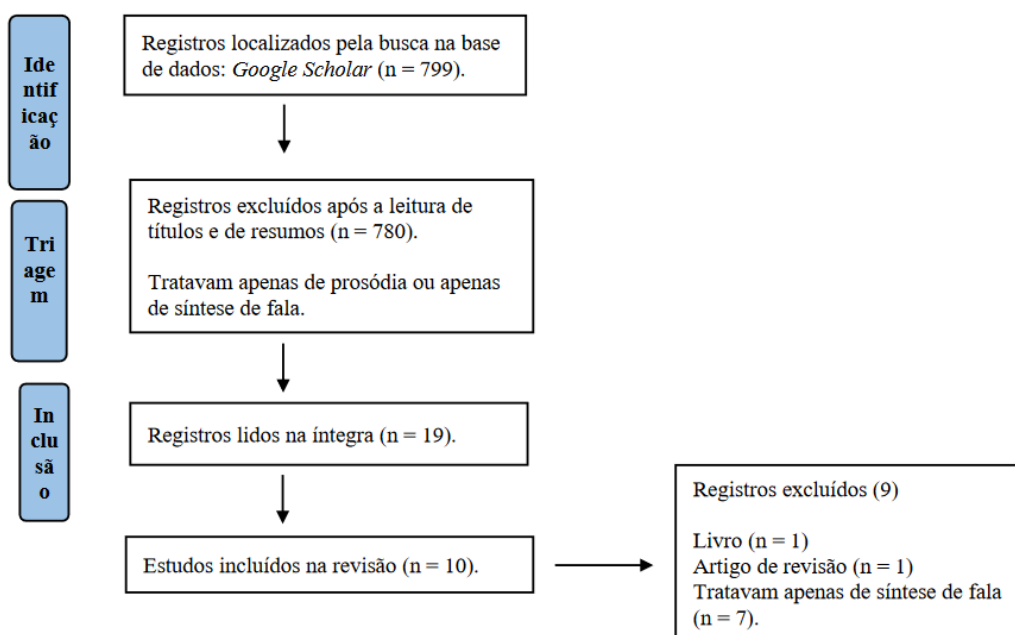 Ide
ntif
icaç
ão
Registros localizados pela busca na base
de dados: Google Scholar (n = 799).
Tri
age
m
Registros excluídos após a leitura de
títulos e de resumos (n = 780).
Tratavam apenas de prosódia ou apenas
de síntese de fala.
In
clu
sã
o
Registros lidos na íntegra (n = 19).
Estudos incluídos na revisão (n = 10).
Registros excluídos (9)
Livro (n = 1)
Artigo de revisão (n = 1)
Tratavam apenas de síntese de fala
(n = 7).